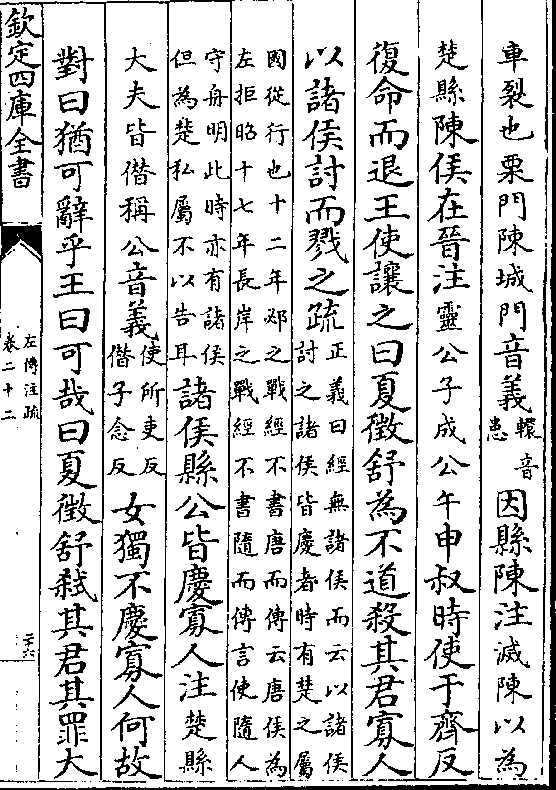 車裂也栗門陳城門音義轘音
患因縣陳注滅陳以為
楚縣陳侯在晉注靈公子成公午申叔時使于齊反
復命而退王使讓之曰夏徵舒為不道殺其君寡人
以諸侯討而戮之疏正義曰經無諸侯而云以諸侯
討之諸侯皆慶者時有楚之屬
國從行也十二年邲之戰經不書唐而傳云唐侯為
左拒昭十七年長岸之戰經不書隨而傳言使隨人
守舟明此時亦有諸侯
但為楚私屬不以告耳諸侯縣公皆慶寡人注楚縣
大夫皆僭稱公音義使所吏反
僭子念反女獨不慶寡人何故
對曰猶可辭乎王曰可哉曰夏徵舒弒其君其罪大
欽定四庫全書
左傳注疏
卷二十二
二十六